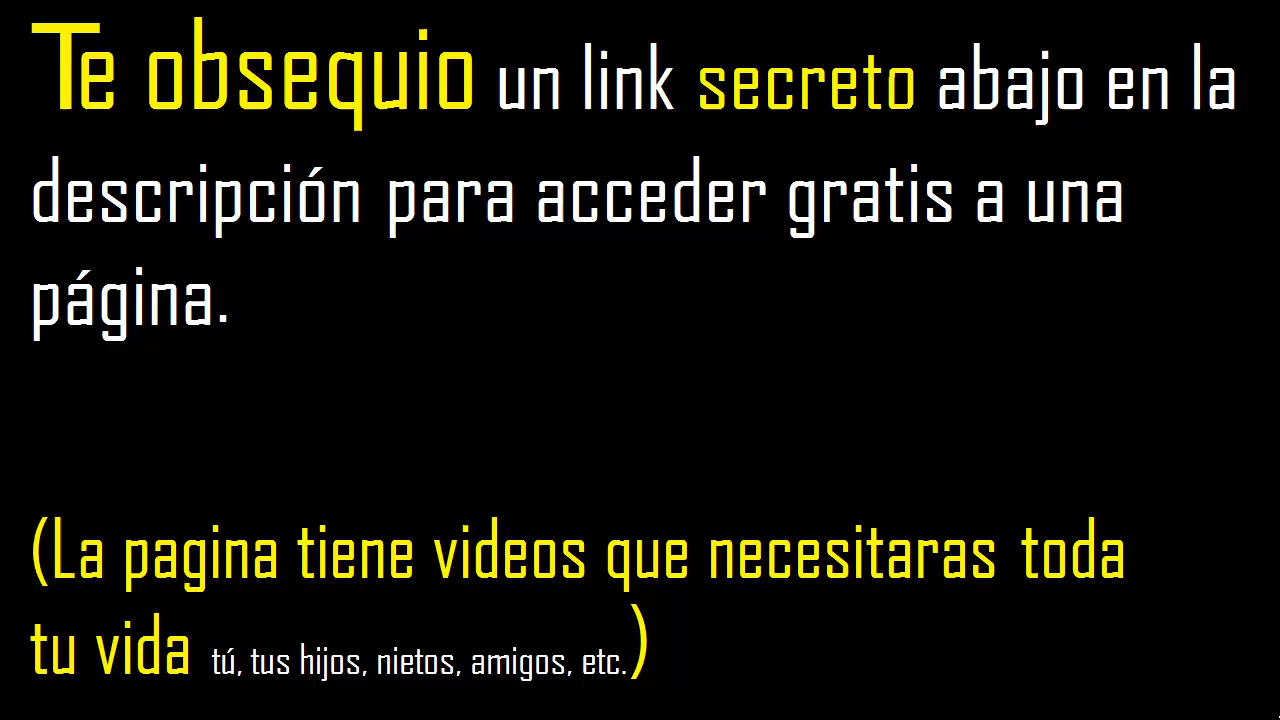 Te obsequio un link secreto abajo en la
descripción para acceder gratis a una
página.
(La pagina tiene videos que necesitaras toda
tu vida tú, tus hijos, nietos, amigos, etc.)